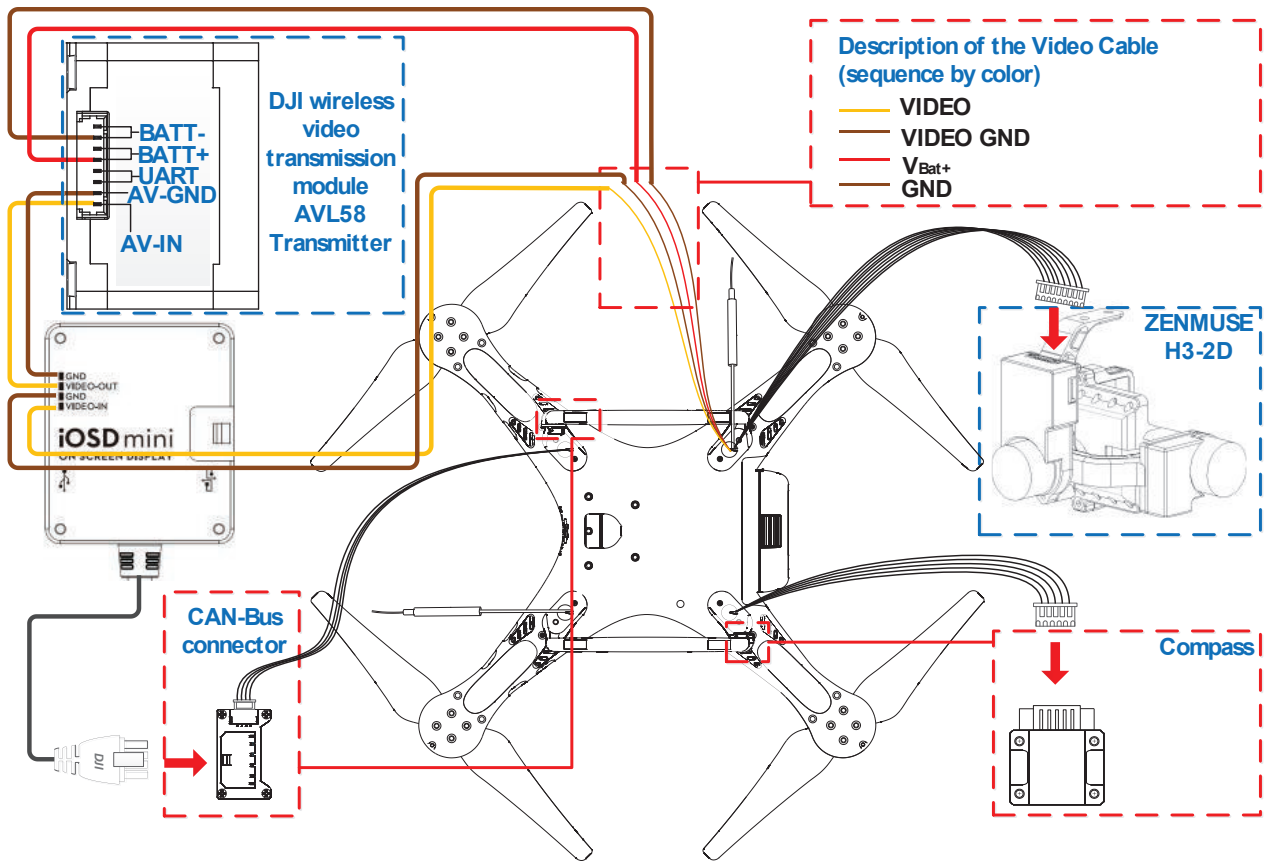 BATT-
BATT+
UART
AV-GND
AV-IN
DJI wireless
video
transmission
module
AVL58
Transmitter
Description of the Video Cable
(sequence by color)
VIDEO
VIDEO GND
VBat+
GND
ZENMUSE
H3-2D
GND
VIDEO-OUT
GND
VIDEO-IN
iOSD mini
ON SCREEN DISPLAY
CAN-Bus
connector
DJI
Compass